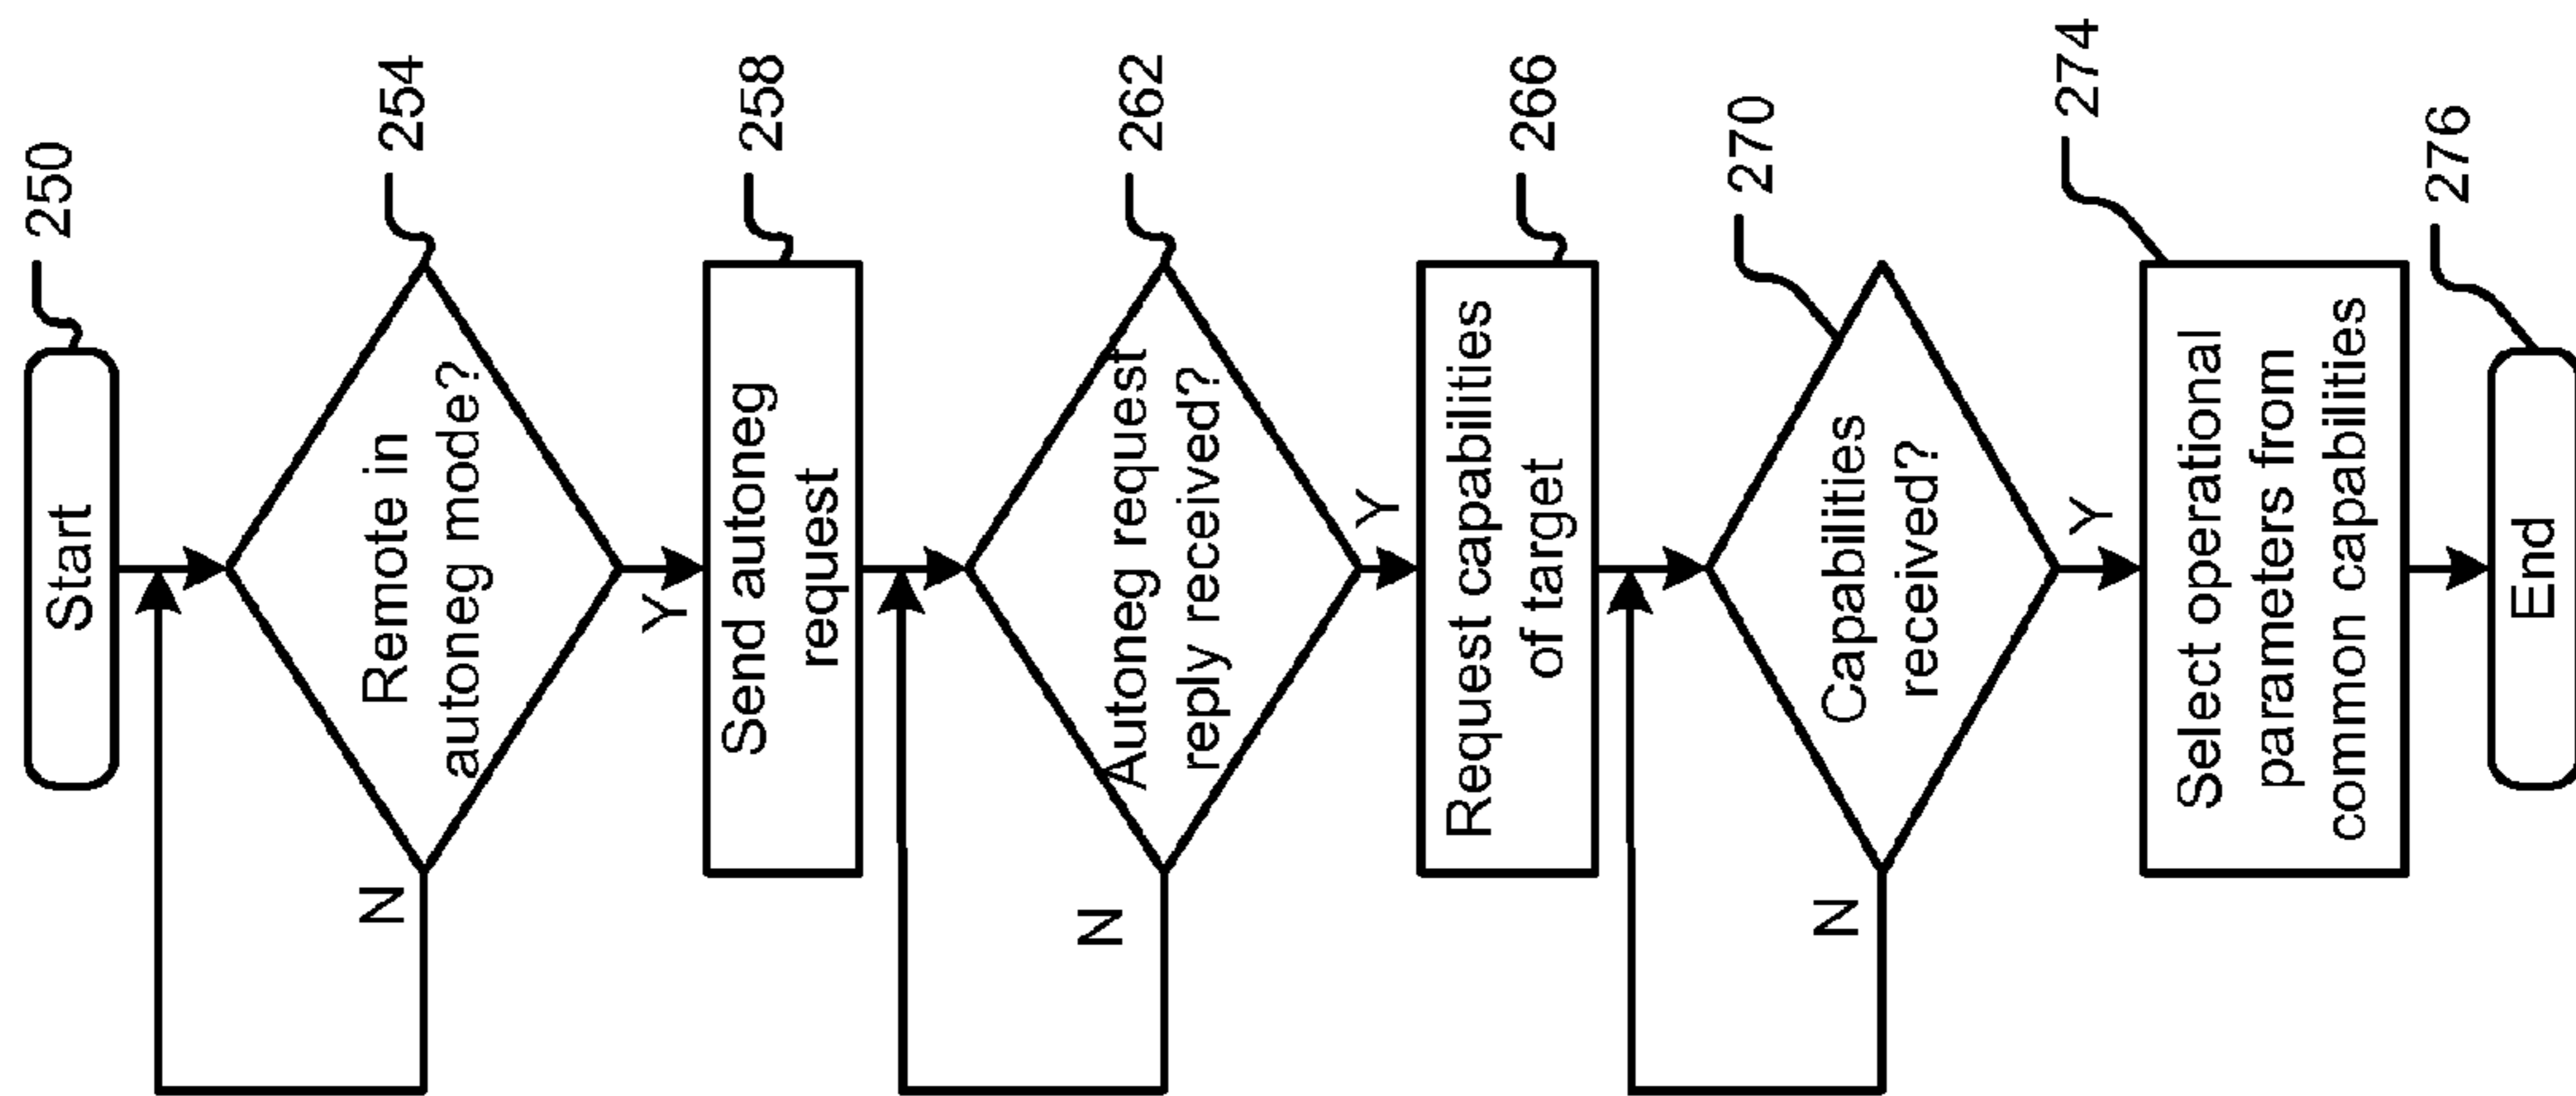 Start
250
Remote in
autoneg mode?
254
N
Y
Send autoneg
request
258
Autoneg request
reply received?
262
N
Y
Request capabilities
of target
266
Capabilities
received?
270
N
Y
Select operational
parameters from
common capabilities
274
End
276